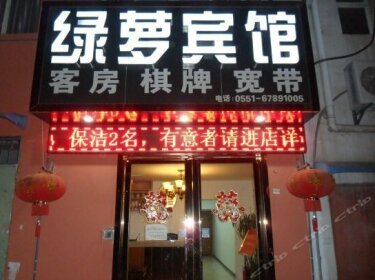 绿萝宾馆
客房 棋牌 宽带
电话：0551-67891005
保洁2名，有意者请进店详